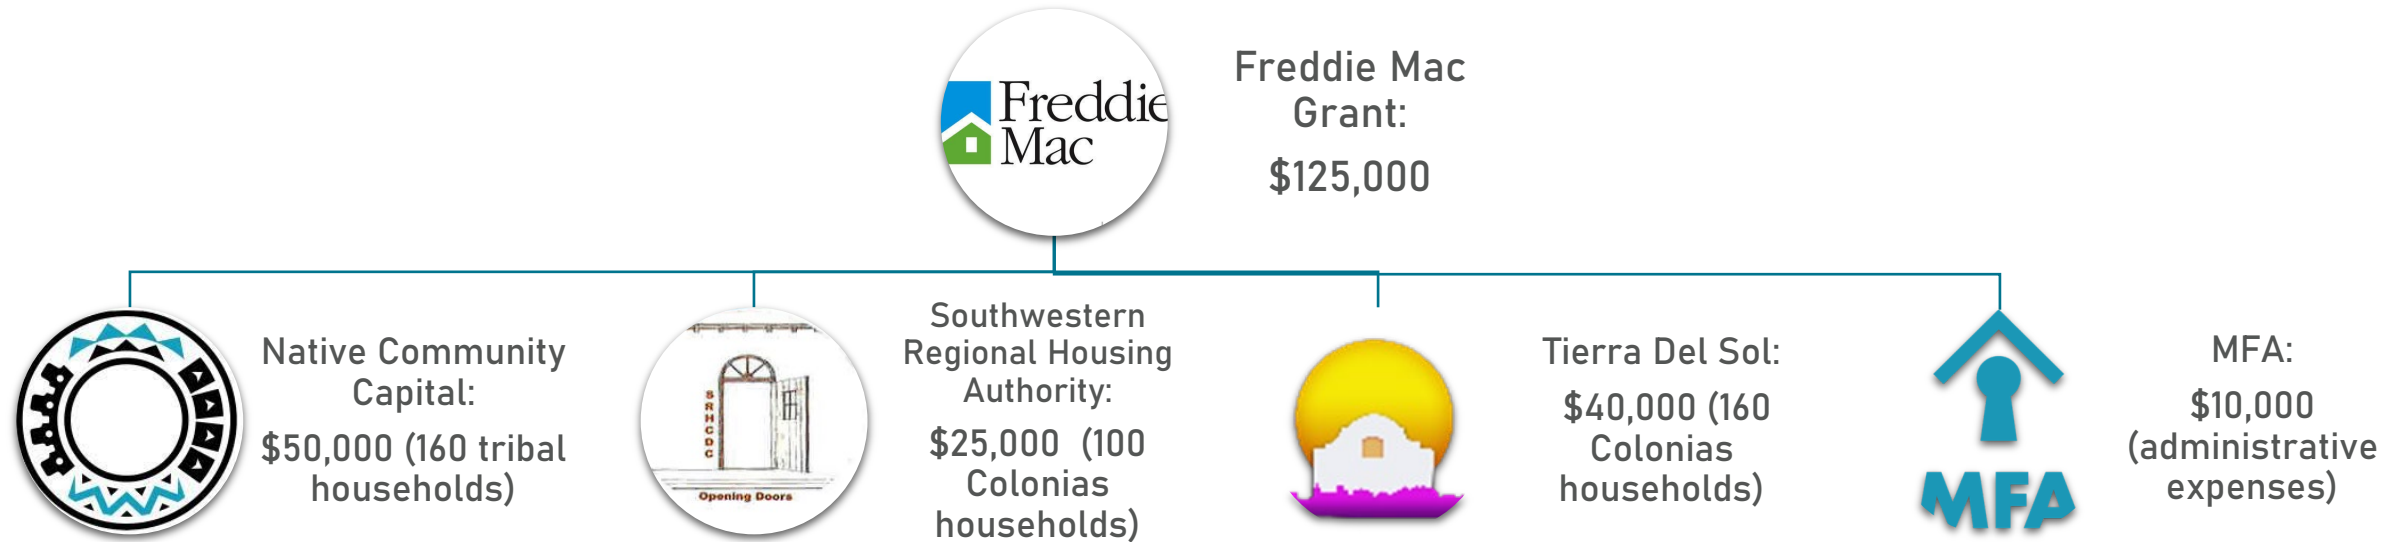 Freddie
Mac
Freddie Mac
Grant:
$125,000
Native Community
Capital:
$50,000 (160 tribal
households)
S
R
H
C
D
C
Opening Doors
Southwestern
Regional Housing
Authority:
$25,000  (100
Colonias
households)
Tierra Del Sol:
$40,000 (160
Colonias
households)
MFA
MFA:
$10,000
(administrative
expenses)